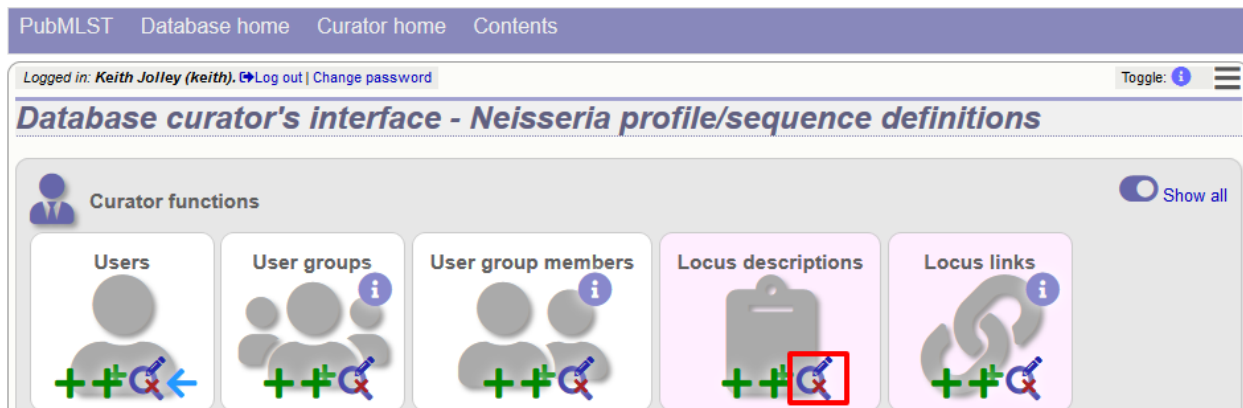 PubMLST Database home Curator home Contents
Logged in: Keith Jolley (keith). Log out | Change password Toggle: i
Database curator's interface - Neisseria profile/sequence definitions
Curator functions Show all
Users User groups User group members Locus descriptions Locus links